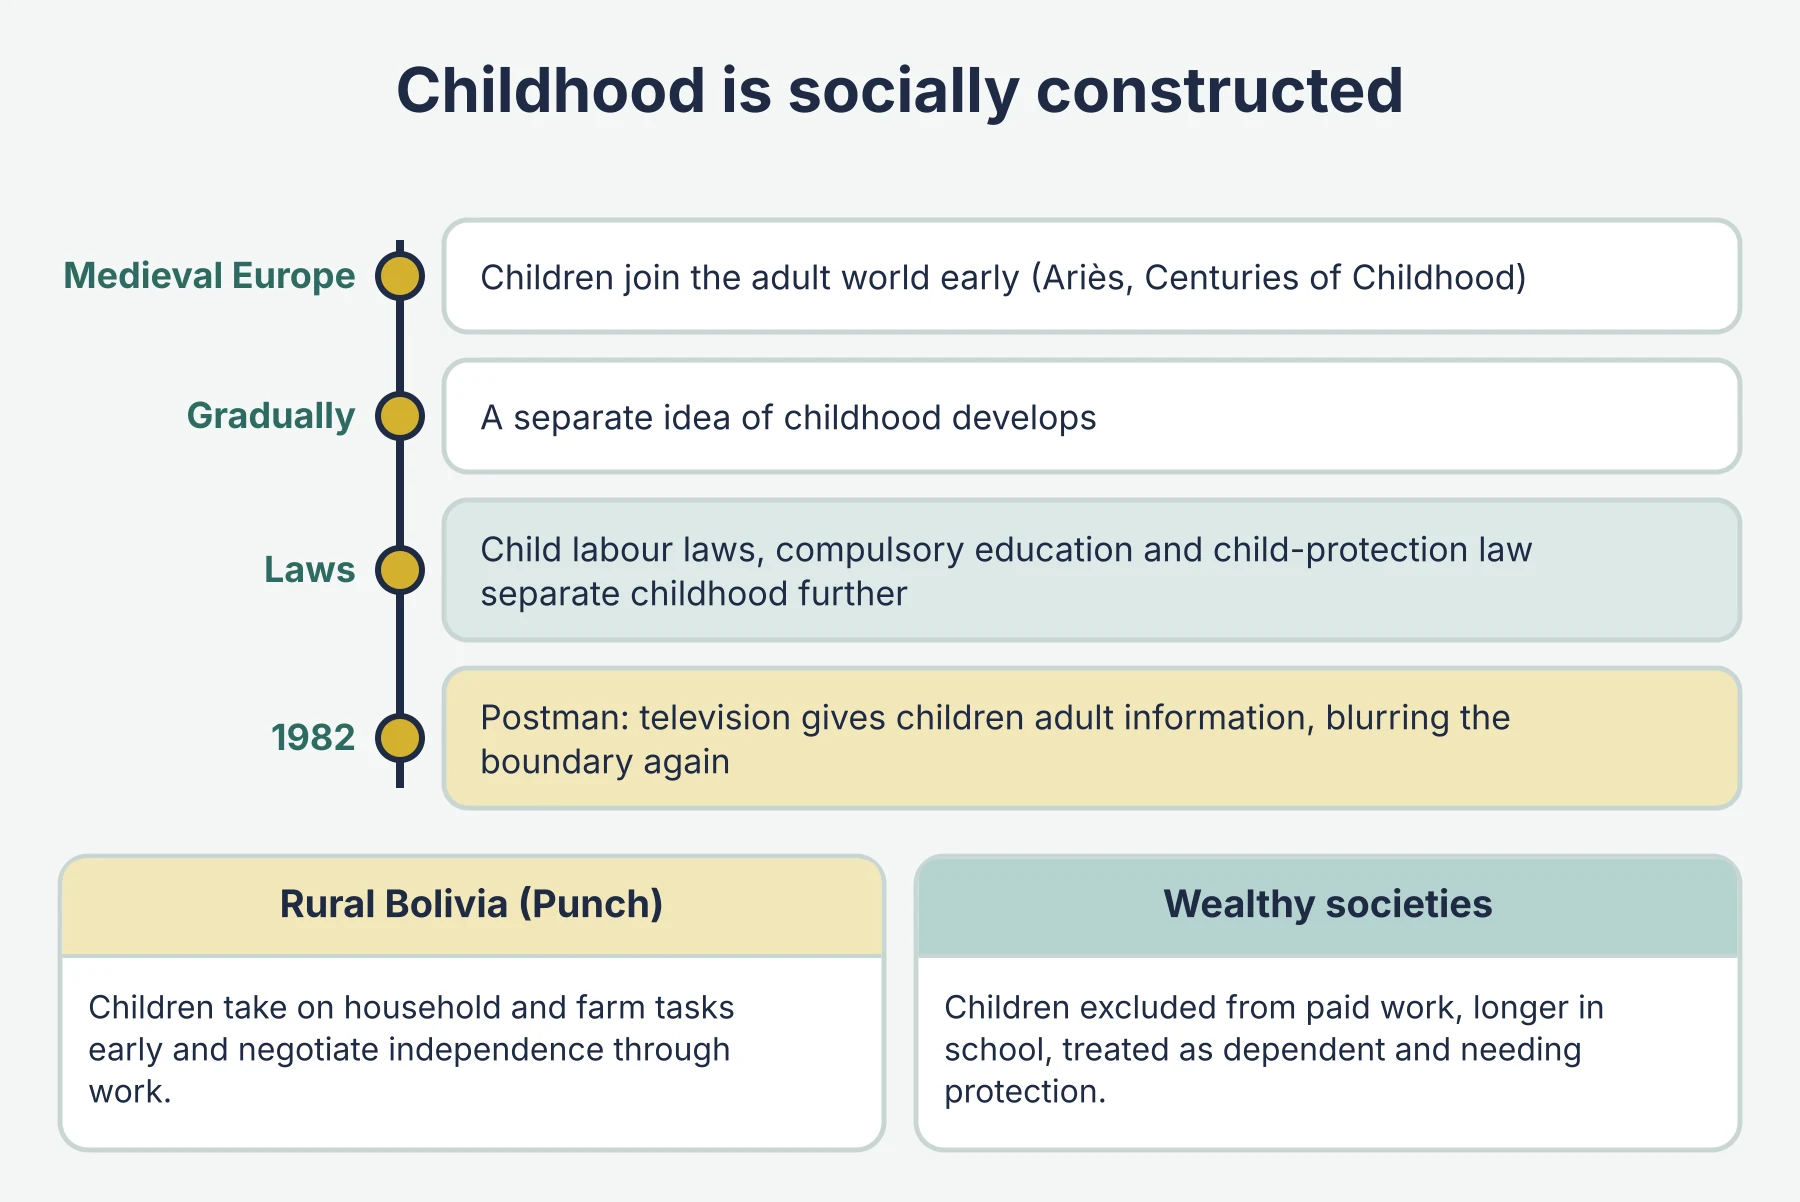 Childhood is socially constructed
Medieval Europe
Children join the adult world early (Ariès, Centuries of Childhood)
Gradually
A separate idea of childhood develops
Laws
Child labour laws, compulsory education and child-protection law
separate childhood further
1982
Postman: television gives children adult information, blurring the
boundary again
Rural Bolivia (Punch)
Children take on household and farm tasks
early and negotiate independence through
work.
Wealthy societies
Children excluded from paid work, longer in
school, treated as dependent and needing
protection.